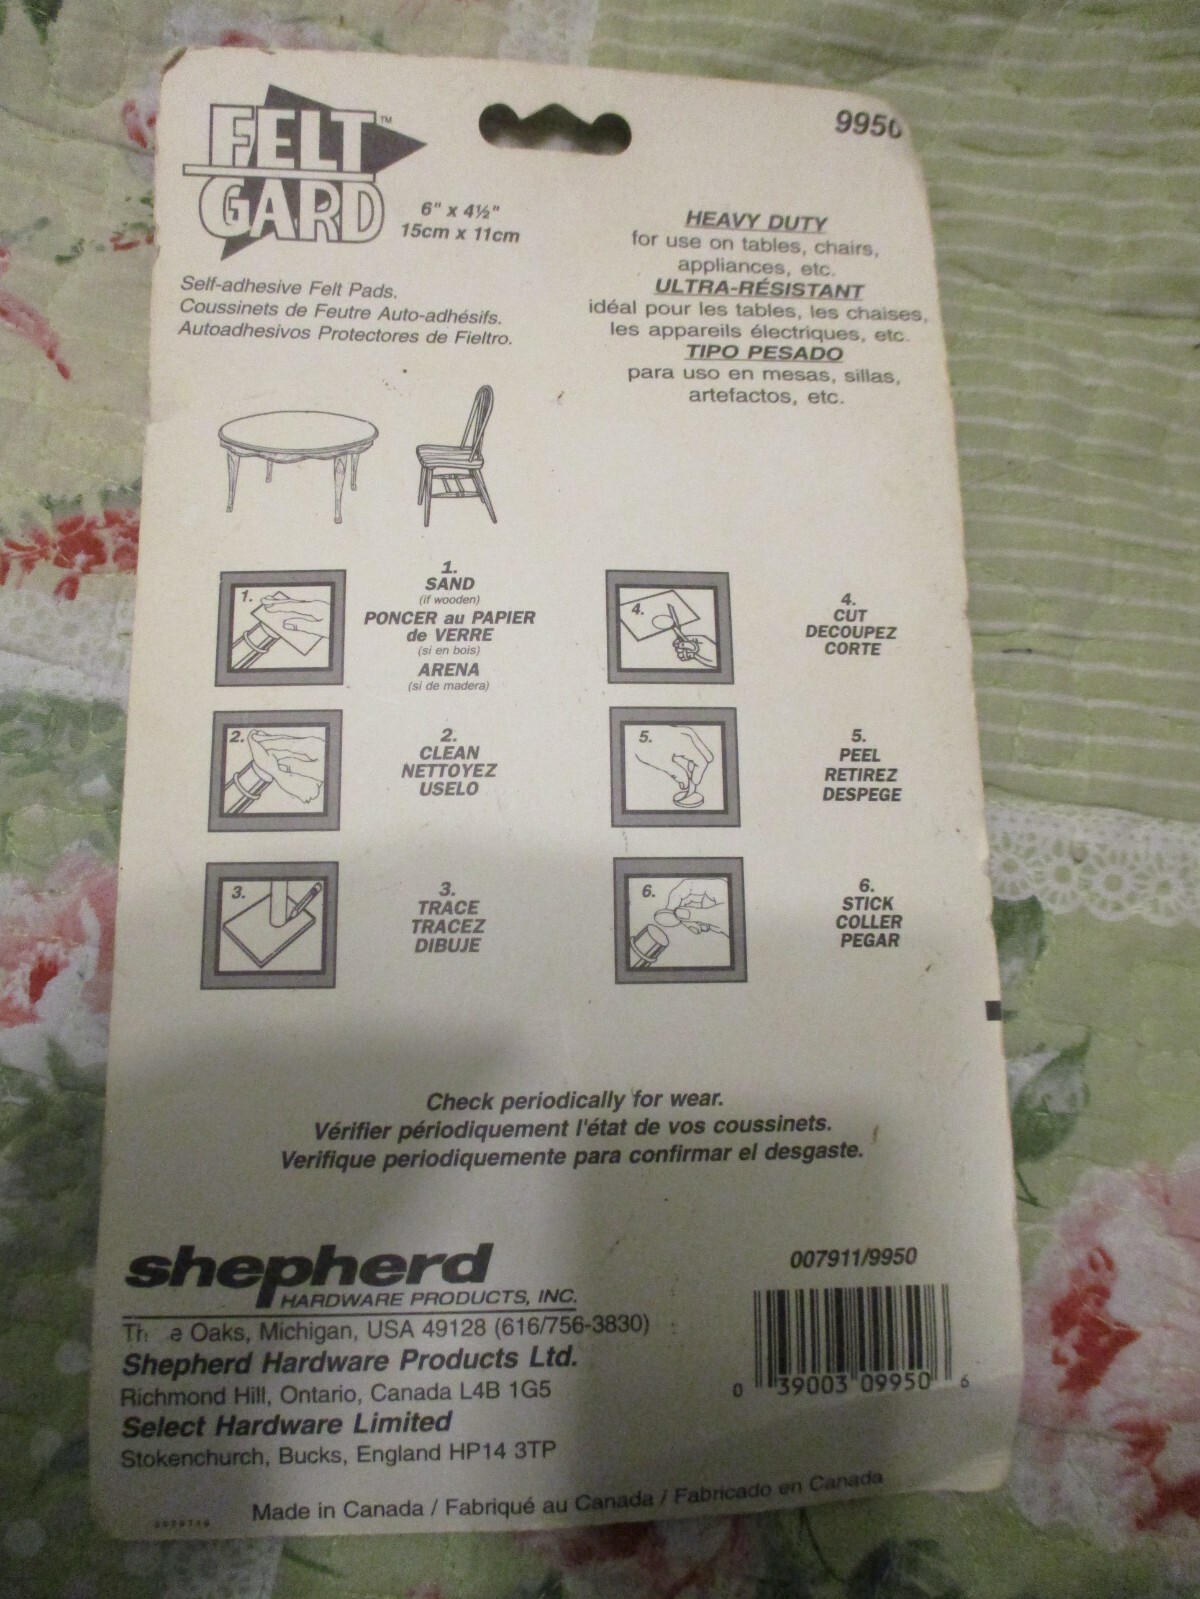 FELT™
GARD
6" x 4½"
15cm x 11cm
Self-adhesive Felt Pads.
Coussinets de Feutre Auto-adhésifs.
Autoadhesivos Protectores de Fieltro.
9950
HEAVY DUTY
for use on tables, chairs,
appliances, etc.
ULTRA-RÉSISTANT
idéal pour les tables, les chaises,
les appareils électriques, etc.
TIPO PESADO
para uso en mesas, sillas,
artefactos, etc.
1.
1.
SAND
(if wooden)
PONCER au PAPIER
de VERRE
(si en bois)
ARENA
(si de madera)
2.
2.
CLEAN
NETTOYEZ
USELO
3.
3.
TRACE
TRACEZ
DIBUJE
4.
4.
CUT
DECOUPEZ
CORTE
5.
5.
PEEL
RETIREZ
DESPEGE
6.
6.
STICK
COLLER
PEGAR
Check periodically for wear.
Vérifier périodiquement l'état de vos coussinets.
Verifique periodiquemente para confirmar el desgaste.
shepherd
HARDWARE PRODUCTS, INC.
Oaks, Michigan, USA 49128 (616/756-3830)
Shepherd Hardware Products Ltd.
Richmond Hill, Ontario, Canada L4B 1G5
Select Hardware Limited
Stokenchurch, Bucks, England HP14 3TP
007911/9950
0 39003 09950 6
Made in Canada / Fabriqué au Canada / Fabricado en Canada